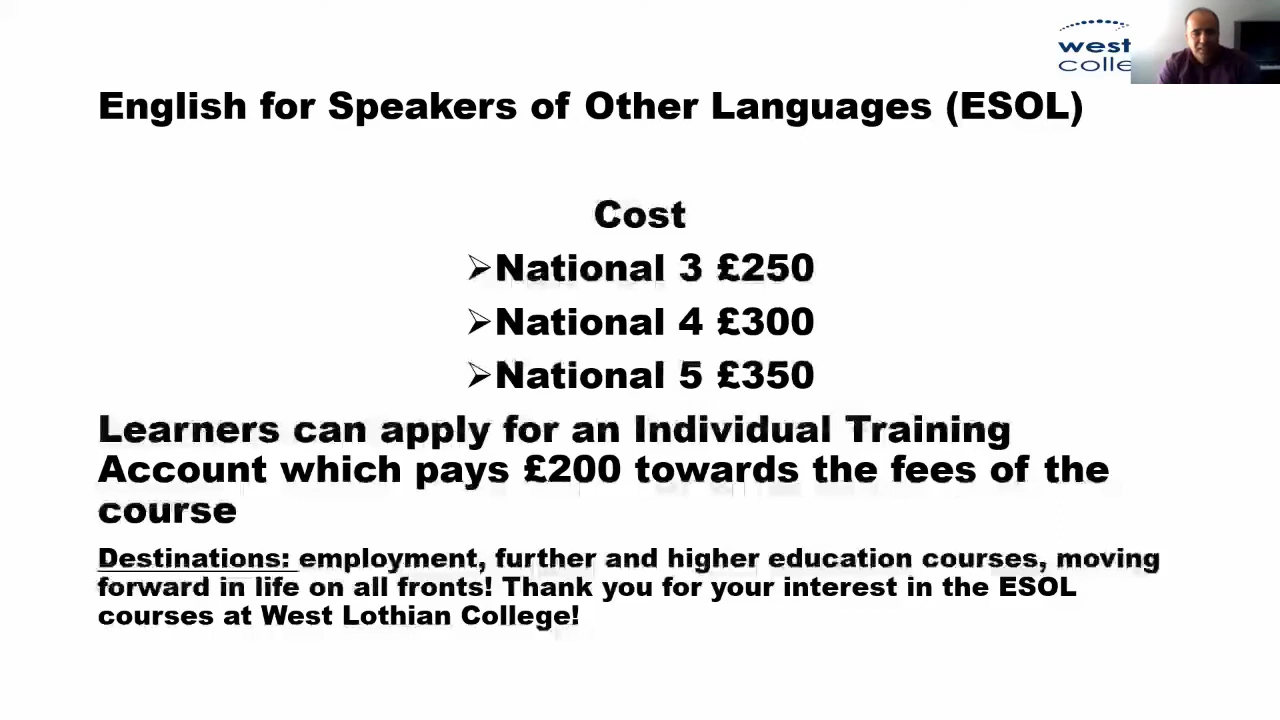 west
colle
English for Speakers of Other Languages (ESOL)
Cost
➢National 3 £250
➢National 4 £300
➢National 5 £350
Learners can apply for an Individual Training
Account which pays £200 towards the fees of the
course
Destinations: employment, further and higher education courses, moving
forward in life on all fronts! Thank you for your interest in the ESOL
courses at West Lothian College!